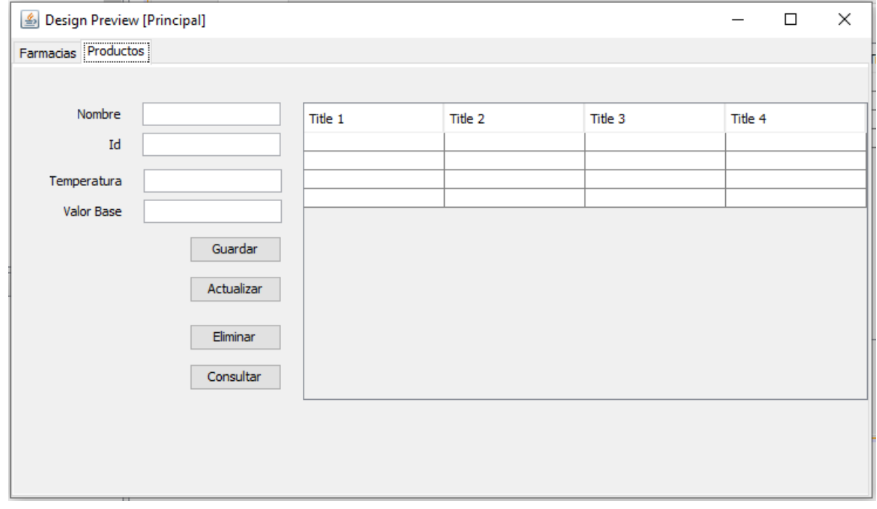 Design Preview [Principal]
Farmacias Productos
Nombre
Id
Temperatura
Valor Base
Guardar
Actualizar
Eliminar
Consultar
Title 1 Title 2 Title 3 Title 4